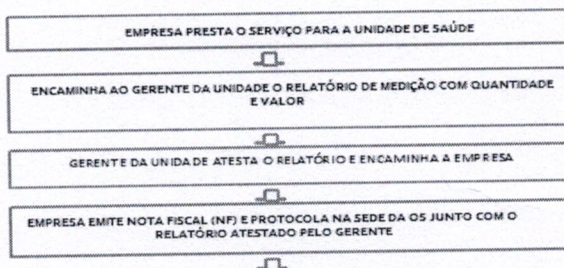 EMPRESA PRESTA O SERVIÇO PARA A UNIDADE DE SAÚDE
ENCAMINHA AO GERENTE DA UNIDADE O RELATÓRIO DE MEDIÇÃO COM QUANTIDADE
E VALOR
GERENTE DA UNIDADE ATESTA O RELATÓRIO E ENCAMINHA A EMPRESA
EMPRESA EMITE NOTA FISCAL (NF) E PROTOCOLA NA SEDE DA OS JUNTO COM O
RELATÓRIO ATESTADO PELO GERENTE